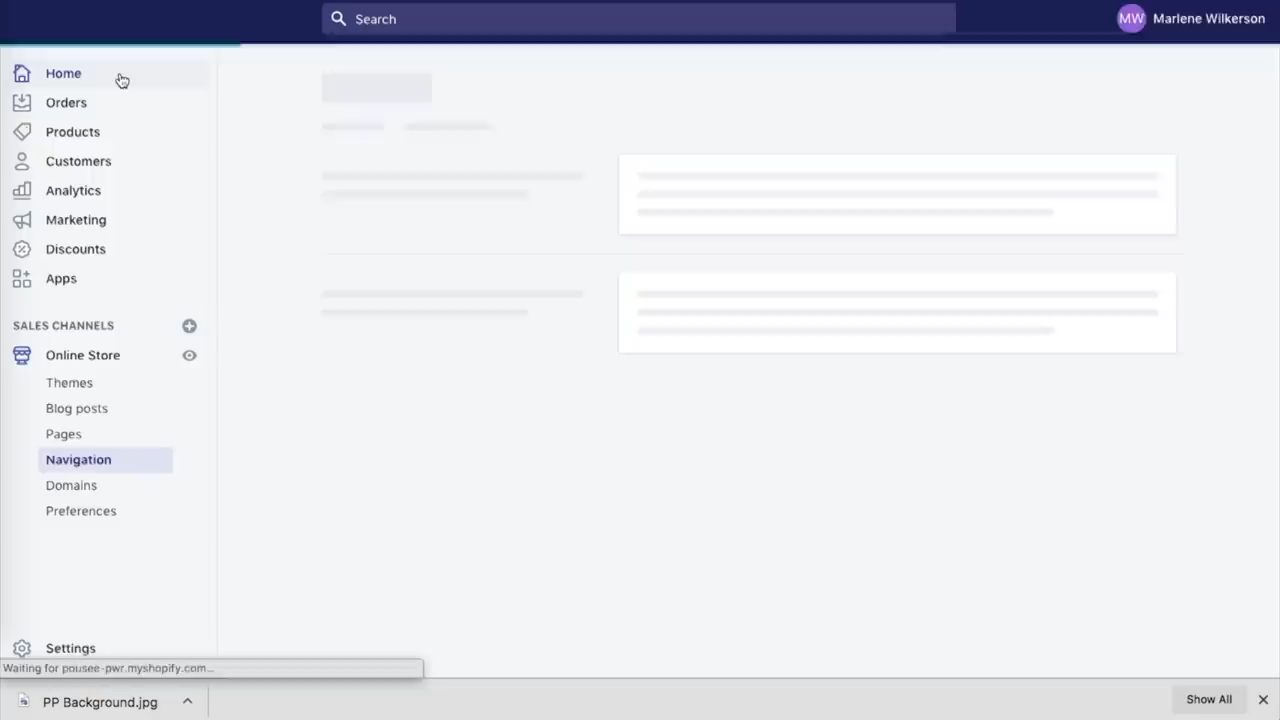 Search
MW Marlene Wilkerson
Home
Orders
Products
Customers
Analytics
Marketing
Discounts
Apps
SALES CHANNELS
Online Store
Themes
Blog posts
Pages
Navigation
Domains
Preferences
Settings
Waiting for pousee-pwr.myshopify.com...
PP Background.jpg
Show All